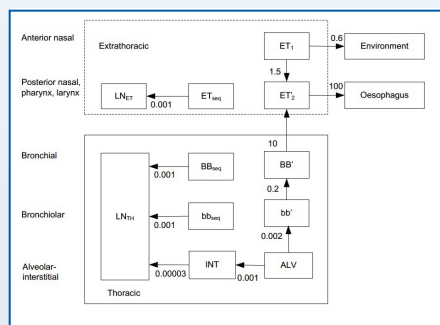 Anterior nasal
Extrathoracic
ET1
0.6
Environment
1.5
Posterior nasal,
pharynx, larynx
LNET
0.001
ETseq
ET'2
100
Oesophagus
10
Bronchial
LNTH
0.001
BBseq
BB'
0.2
Bronchiolar
0.001
bbseq
bb'
0.002
Alveolar-
interstitial
0.00003
INT
0.001
ALV
Thoracic